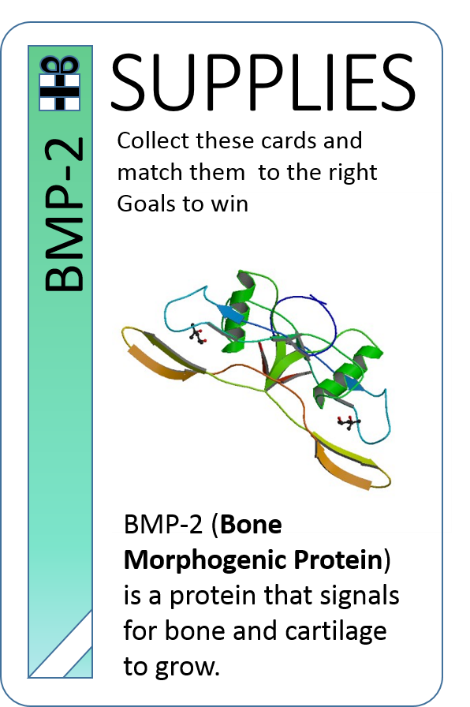 BMP-2
SUPPLIES
Collect these cards and
match them  to the right
Goals to win
BMP-2 (Bone
Morphogenic Protein)
is a protein that signals
for bone and cartilage
to grow.